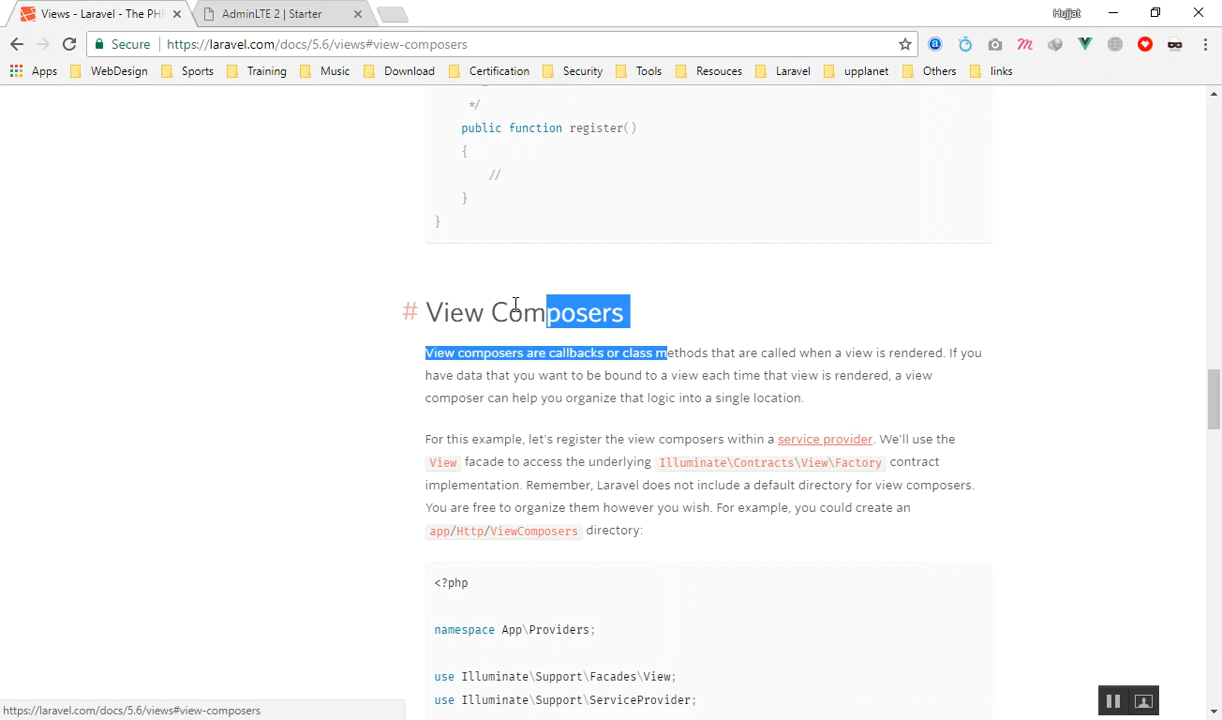 Views - Laravel - The PH
AdminLTE 2 | Starter
Hujjat
Secure
https://laravel.com/docs/5.6/views#view-composers
Apps
WebDesign
Sports
Training
Music
Download
Certification
Security
Tools
Resouces
Laravel
upplanet
Others
links
*/
public function register()
{
//
}
}
# View Composers
View composers are callbacks or class methods that are called when a view is rendered. If you
have data that you want to be bound to a view each time that view is rendered, a view
composer can help you organize that logic into a single location.
For this example, let's register the view composers within a service provider. We'll use the
View facade to access the underlying Illuminate\Contracts\View\Factory contract
implementation. Remember, Laravel does not include a default directory for view composers.
You are free to organize them however you wish. For example, you could create an
app/Http/ViewComposers directory:
<?php
namespace App\Providers;
use Illuminate\Support\Facades\View;
use Illuminate\Support\ServiceProvider;
https://laravel.com/docs/5.6/views#view-composers